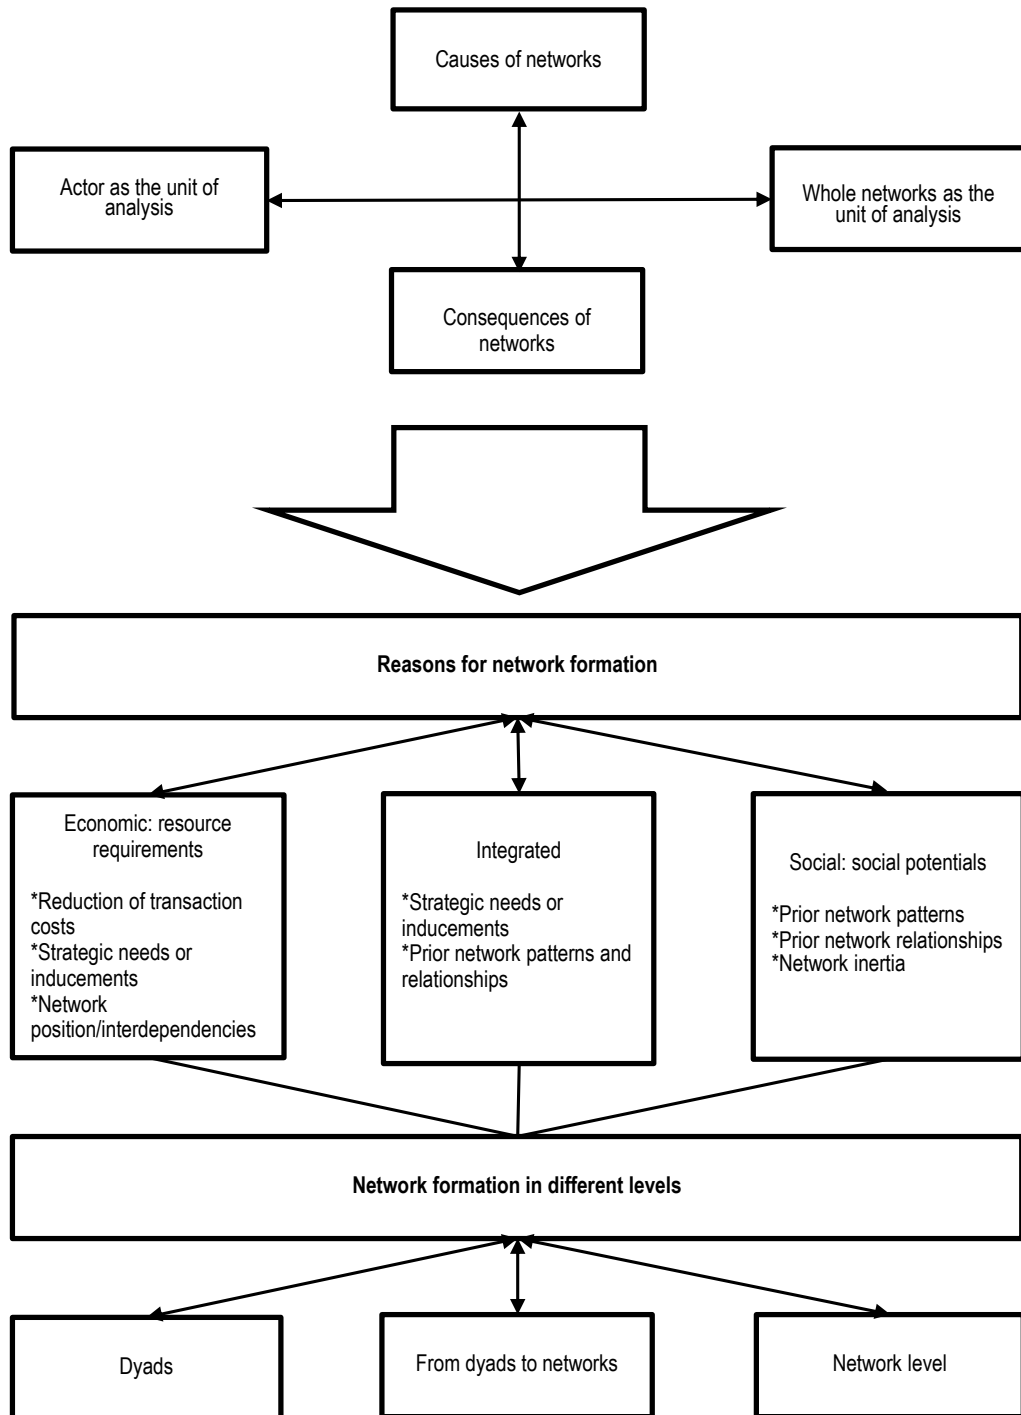 Causes of networks
Actor as the unit of
analysis
Whole networks as the
unit of analysis
Consequences of
networks
Reasons for network formation
Economic: resource
requirements
*Reduction of transaction
costs
*Strategic needs or
inducements
*Network
position/interdependencies
Integrated
*Strategic needs or
inducements
*Prior network patterns and
relationships
Social: social potentials
*Prior network patterns
*Prior network relationships
*Network inertia
Network formation in different levels
Dyads
From dyads to networks
Network level